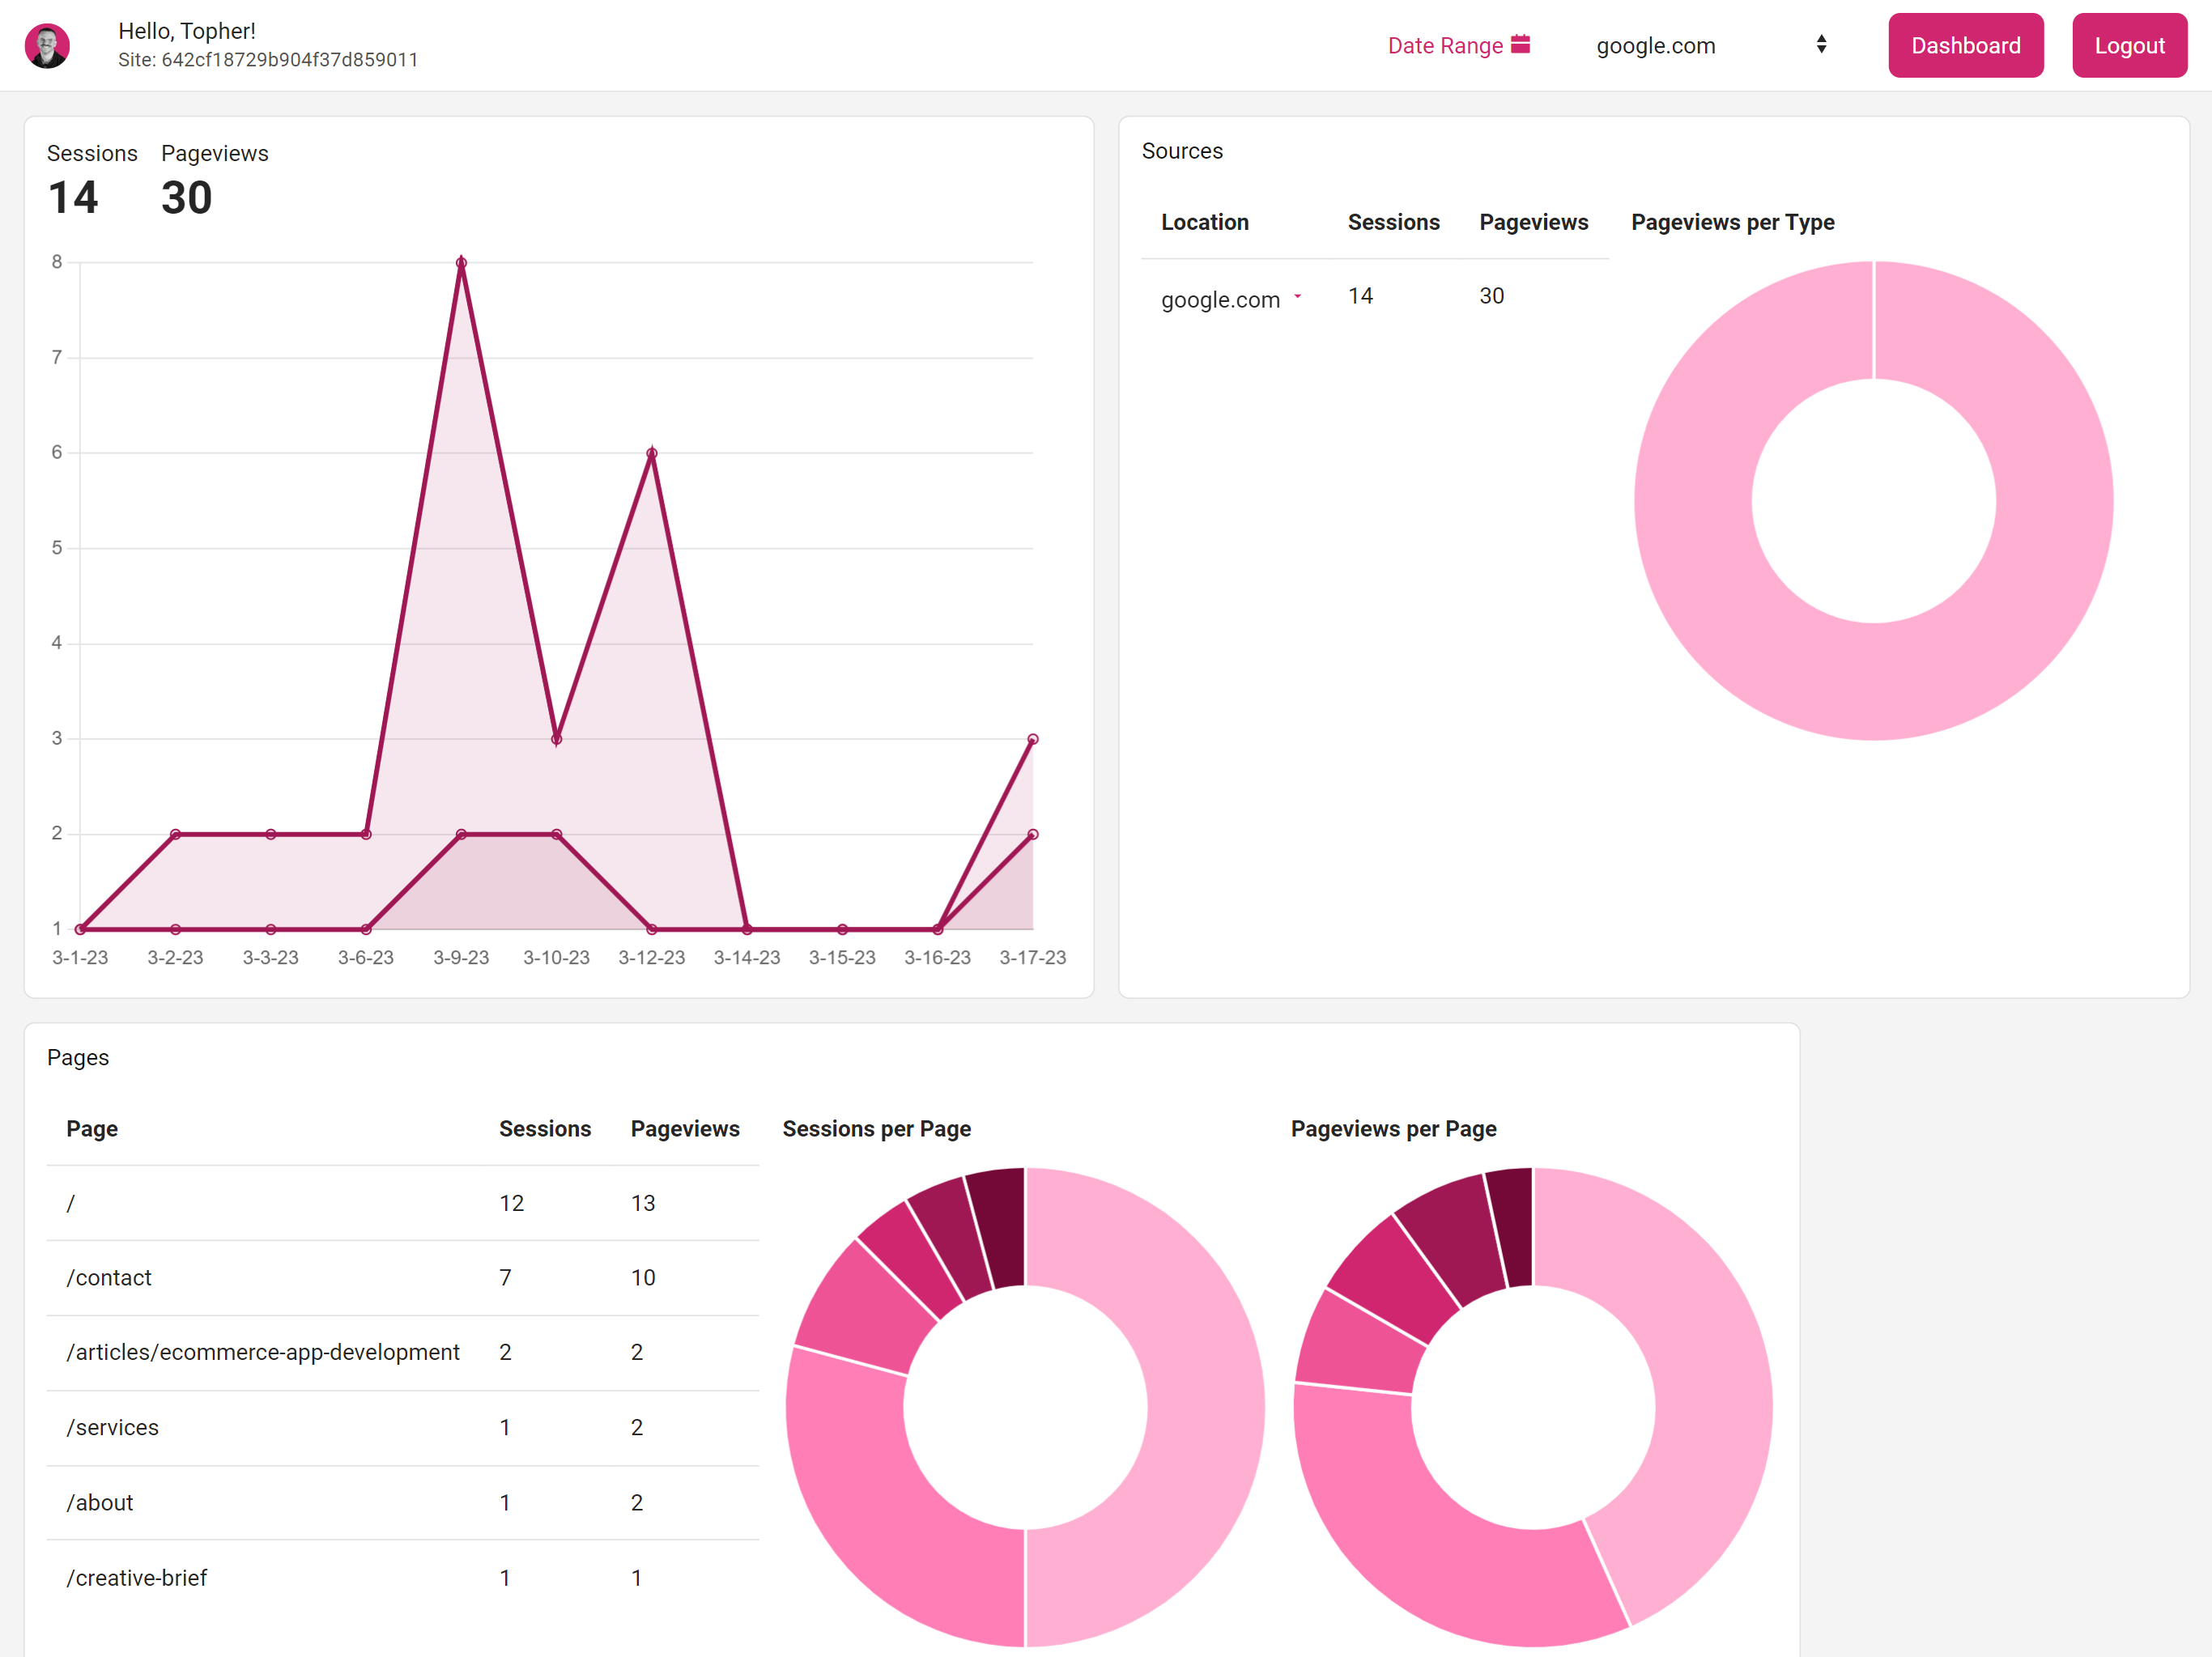 Hello, Topher!
Site: 642cf18729b904f37d859011
Date Range
google.com
Dashboard
Logout
Sessions Pageviews
14 30
8
7
6
5
4
3
2
1
3-1-23 3-2-23 3-3-23 3-6-23 3-9-23 3-10-23 3-12-23 3-14-23 3-15-23 3-16-23 3-17-23
Sources
Location Sessions Pageviews Pageviews per Type
google.com 14 30
Pages
Page Sessions Pageviews Sessions per Page Pageviews per Page
/ 12 13
/contact 7 10
/articles/ecommerce-app-development 2 2
/services 1 2
/about 1 2
/creative-brief 1 1